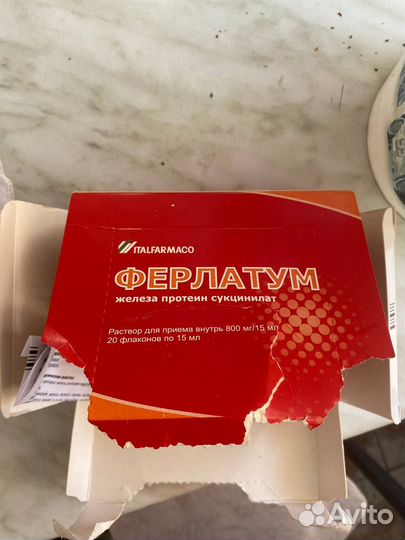 ITALFARMACO
ФЕРЛАТУМ
железа протеин сукцинилат
Раствор для приема внутрь 800 мг/15 мл
20 флаконов по 15 мл
Avito